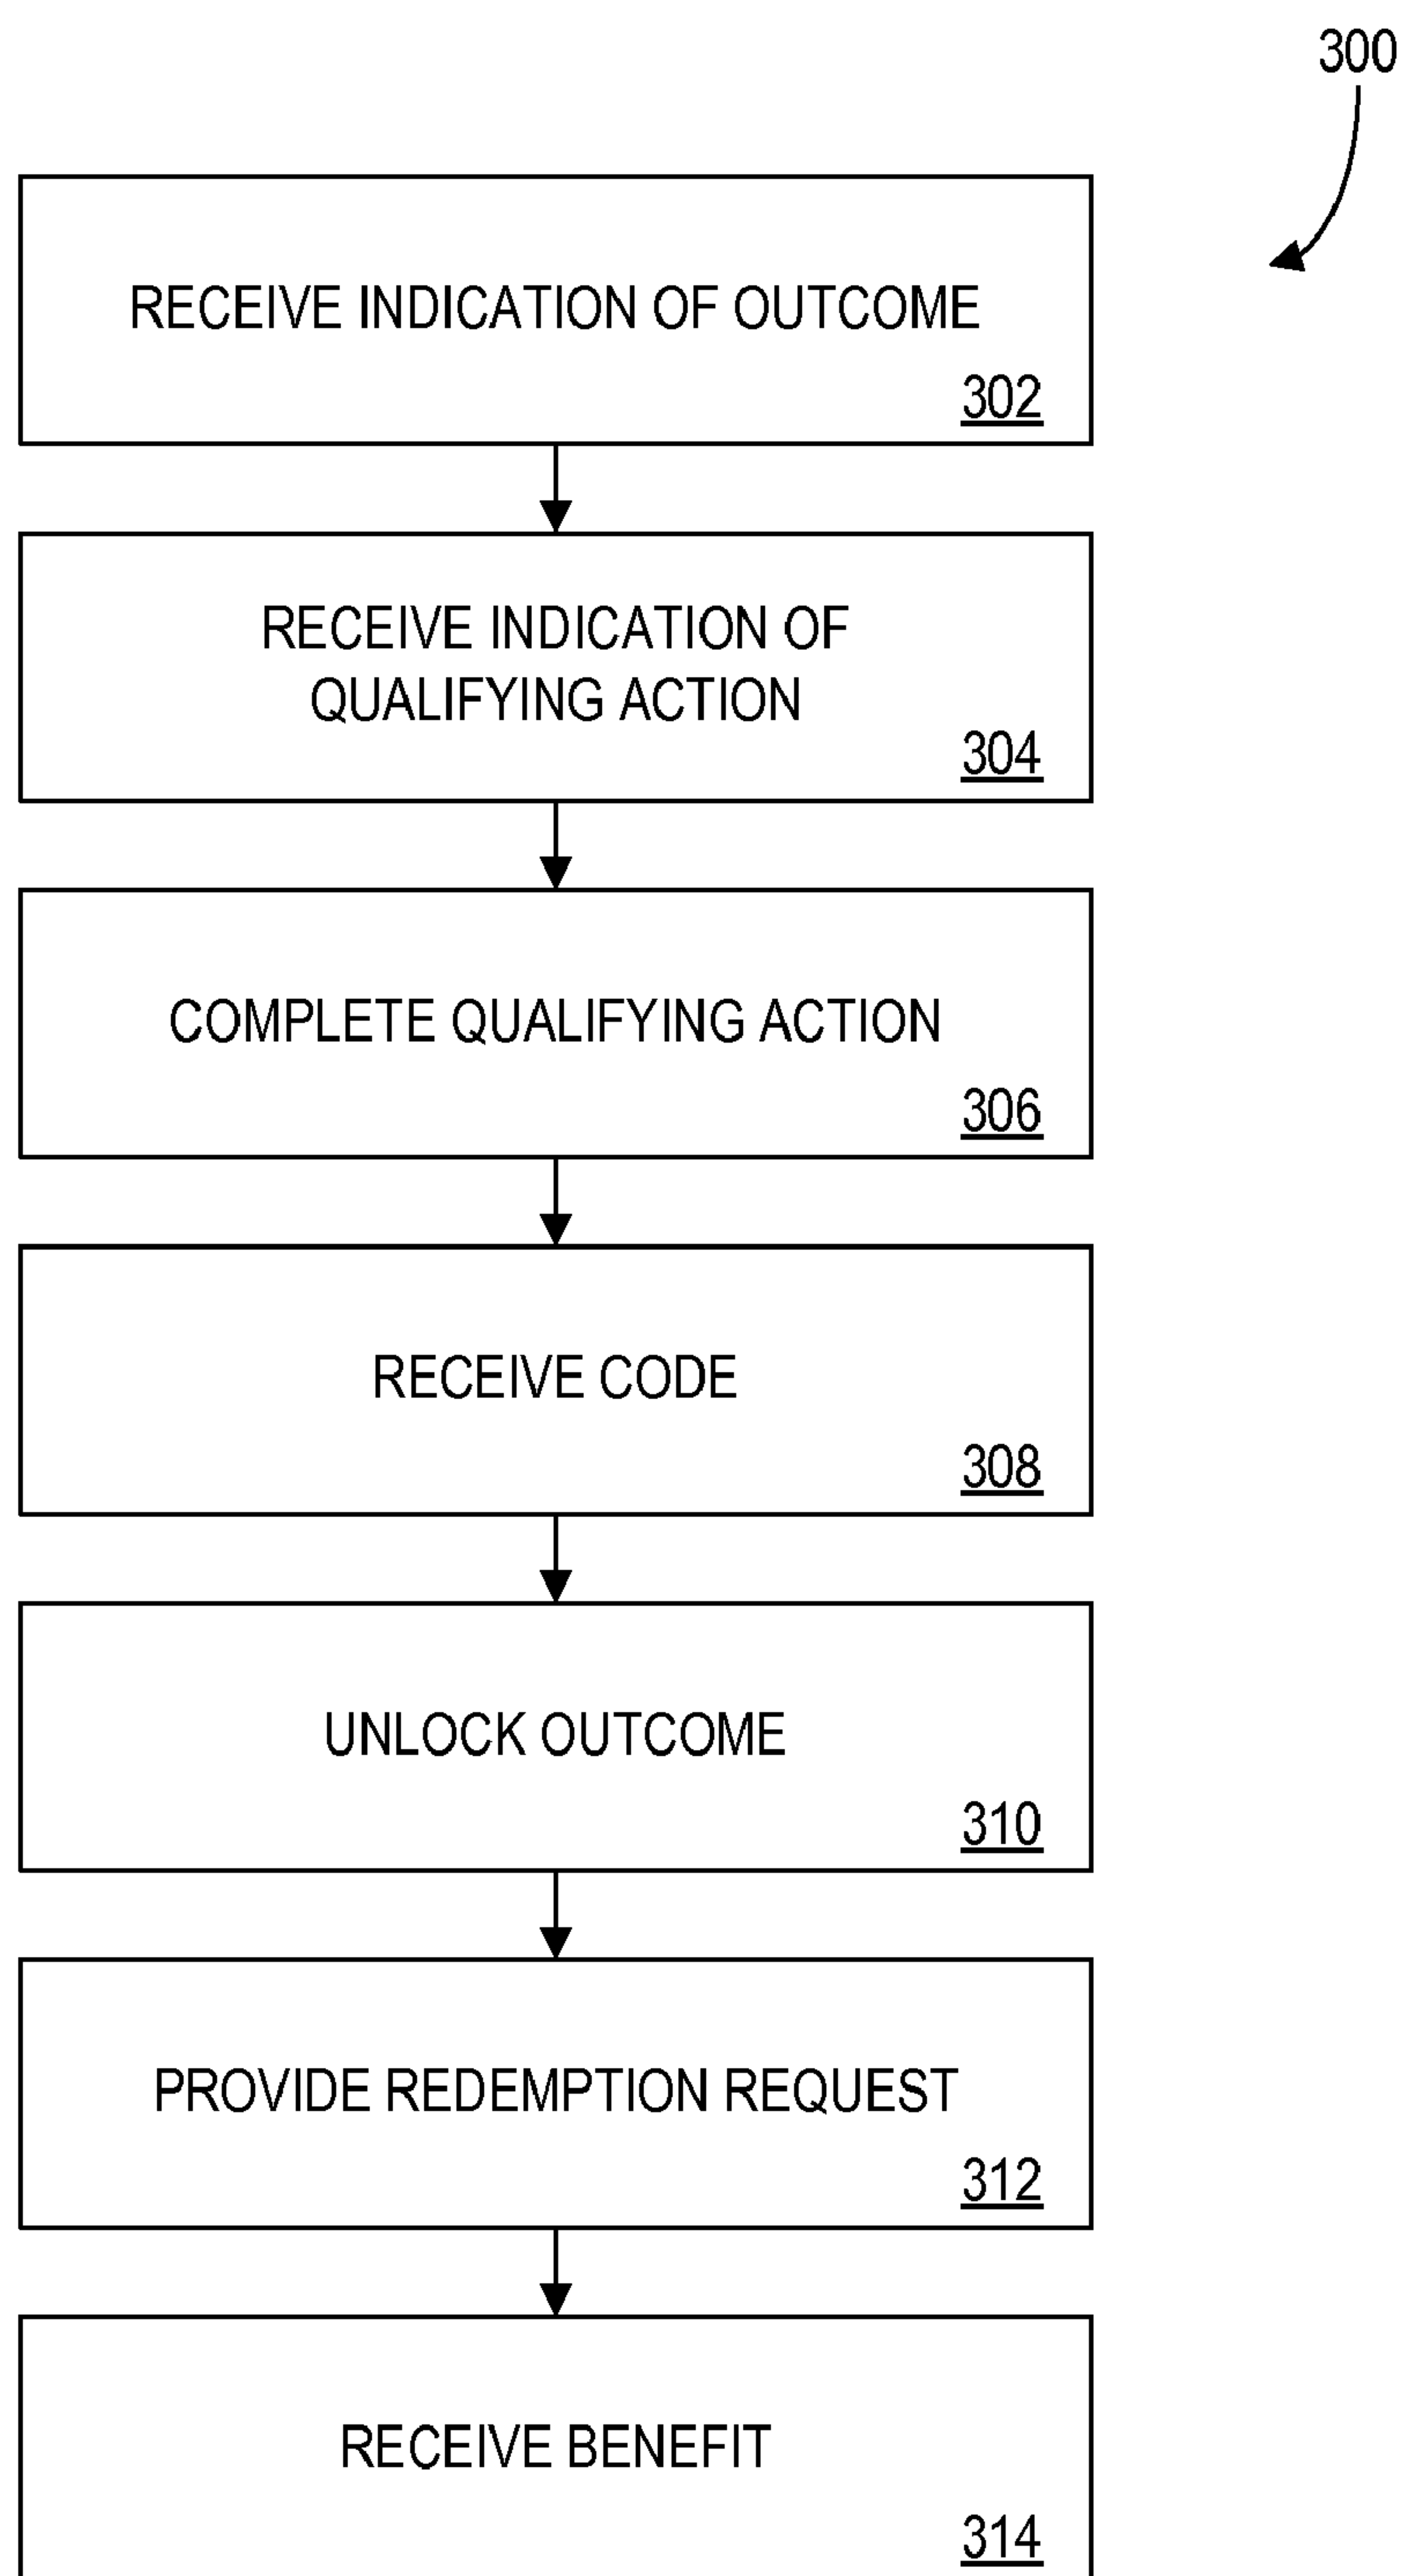 300
RECEIVE INDICATION OF OUTCOME
302
RECEIVE INDICATION OF
QUALIFYING ACTION
304
COMPLETE QUALIFYING ACTION
306
RECEIVE CODE
308
UNLOCK OUTCOME
310
PROVIDE REDEMPTION REQUEST
312
RECEIVE BENEFIT
314